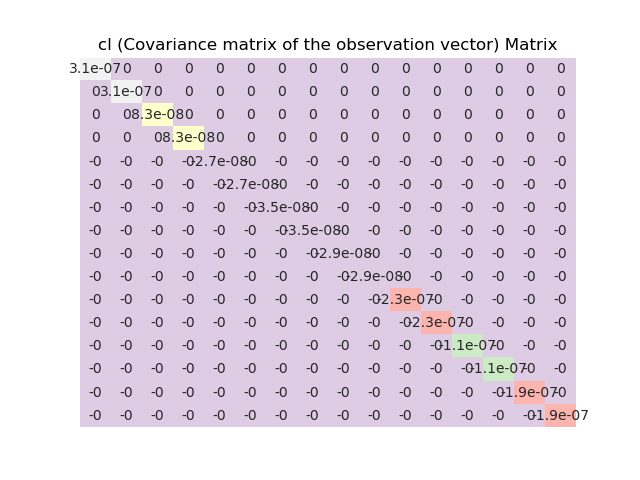 cl (Covariance matrix of the observation vector) Matrix
3.1e-07 0 0 0 0 0 0 0 0 0 0 0 0 0 0 0
0 3.1e-07 0 0 0 0 0 0 0 0 0 0 0 0 0 0
0 0 8.3e-08 0 0 0 0 0 0 0 0 0 0 0 0 0
0 0 0 8.3e-08 0 0 0 0 0 0 0 0 0 0 0 0
-0 -0 -0 -0 -2.7e-08 -0 -0 -0 -0 -0 -0 -0 -0 -0 -0 -0
-0 -0 -0 -0 -0 -2.7e-08 -0 -0 -0 -0 -0 -0 -0 -0 -0 -0
-0 -0 -0 -0 -0 -0 -3.5e-08 -0 -0 -0 -0 -0 -0 -0 -0 -0
-0 -0 -0 -0 -0 -0 -0 -3.5e-08 -0 -0 -0 -0 -0 -0 -0 -0
-0 -0 -0 -0 -0 -0 -0 -0 -2.9e-08 -0 -0 -0 -0 -0 -0 -0
-0 -0 -0 -0 -0 -0 -0 -0 -0 -2.9e-08 -0 -0 -0 -0 -0 -0
-0 -0 -0 -0 -0 -0 -0 -0 -0 -0 -2.3e-07 -0 -0 -0 -0 -0
-0 -0 -0 -0 -0 -0 -0 -0 -0 -0 -0 -2.3e-07 -0 -0 -0 -0
-0 -0 -0 -0 -0 -0 -0 -0 -0 -0 -0 -0 -1.1e-07 -0 -0 -0
-0 -0 -0 -0 -0 -0 -0 -0 -0 -0 -0 -0 -0 -1.1e-07 -0 -0
-0 -0 -0 -0 -0 -0 -0 -0 -0 -0 -0 -0 -0 -0 -1.9e-07 -0
-0 -0 -0 -0 -0 -0 -0 -0 -0 -0 -0 -0 -0 -0 -0 -1.9e-07